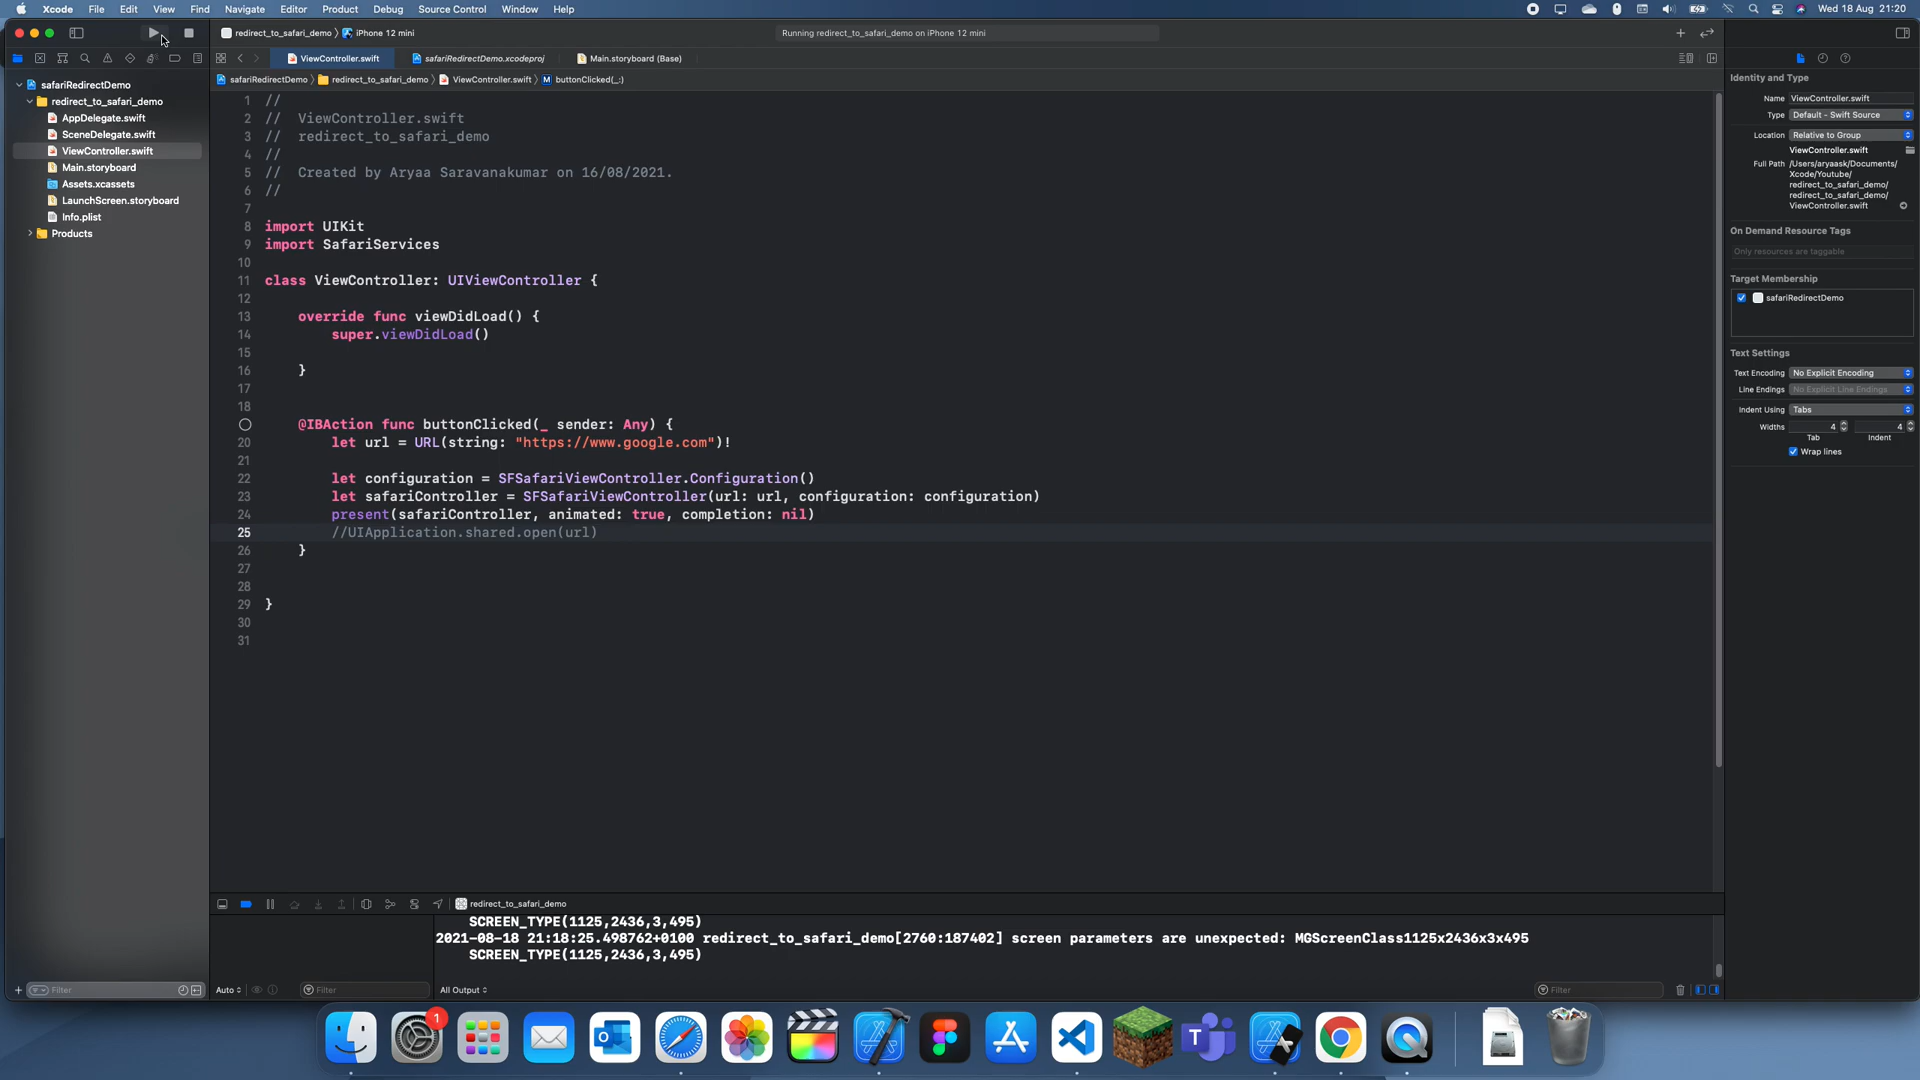 Xcode File Edit View Find Navigate Editor Product Debug Source Control Window Help Wed 18 Aug 21:20
redirect_to_safari_demo iPhone 12 mini Running redirect_to_safari_demo on iPhone 12 mini
ViewController.swift safariRedirectDemo.xcodeproj Main.storyboard (Base)
safariRedirectDemo redirect_to_safari_demo ViewController.swift M buttonClicked(_:)
safariRedirectDemo
redirect_to_safari_demo
AppDelegate.swift
SceneDelegate.swift
ViewController.swift
Main.storyboard
Assets.xcassets
LaunchScreen.storyboard
Info.plist
Products
Filter
1 //
2 // ViewController.swift
3 // redirect_to_safari_demo
4 //
5 // Created by Aryaa Saravanakumar on 16/08/2021.
6 //
7
8 import UIKit
9 import SafariServices
10
11 class ViewController: UIViewController {
12
13 override func viewDidLoad() {
14 super.viewDidLoad()
15
16 }
17
18
@IBAction func buttonClicked(_ sender: Any) {
20 let url = URL(string: "https://www.google.com")!
21
22 let configuration = SFSafariViewController.Configuration()
23 let safariController = SFSafariViewController(url: url, configuration: configuration)
24 present(safariController, animated: true, completion: nil)
25 //UIApplication.shared.open(url)
26 }
27
28
29 }
30
31
redirect_to_safari_demo
SCREEN_TYPE(1125,2436,3,495)
2021-08-18 21:18:25.498762+0100 redirect_to_safari_demo[2760:187402] screen parameters are unexpected: MGScreenClass1125x2436x3x495
SCREEN_TYPE(1125,2436,3,495)
Auto Filter All Output Filter
Identity and Type
Name ViewController.swift
Type Default - Swift Source
Location Relative to Group
ViewController.swift
Full Path /Users/aryaask/Documents/
Xcode/Youtube/
redirect_to_safari_demo/
redirect_to_safari_demo/
ViewController.swift
On Demand Resource Tags
Only resources are taggable
Target Membership
safariRedirectDemo
Text Settings
Text Encoding No Explicit Encoding
Line Endings No Explicit Line Endings
Indent Using Tabs
Widths 4 4
Tab Indent
Wrap lines
1